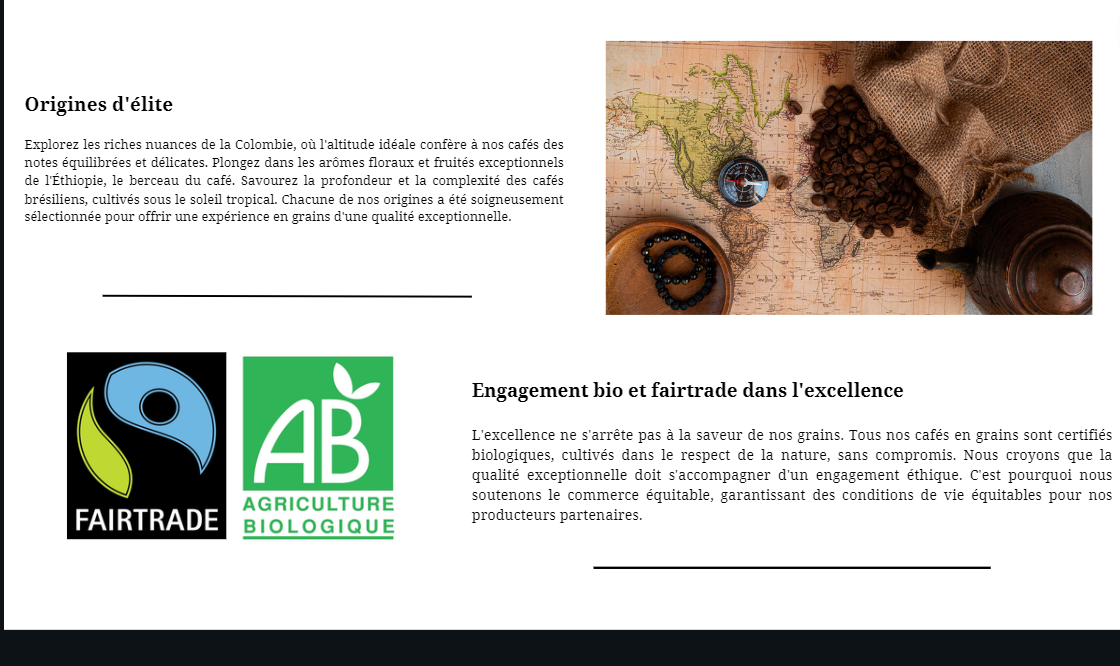 Origines d'élite
Explorez les riches nuances de la Colombie, où l'altitude idéale confère à nos cafés des
notes équilibrées et délicates. Plongez dans les arômes floraux et fruités exceptionnels
de l'Éthiopie, le berceau du café. Savourez la profondeur et la complexité des cafés
brésiliens, cultivés sous le soleil tropical. Chacune de nos origines a été soigneusement
sélectionnée pour offrir une expérience en grains d'une qualité exceptionnelle.
FAIRTRADE
AB
AGRICULTURE
BIOLOGIQUE
Engagement bio et fairtrade dans l'excellence
L'excellence ne s'arrête pas à la saveur de nos grains. Tous nos cafés en grains sont certifiés
biologiques, cultivés dans le respect de la nature, sans compromis. Nous croyons que la
qualité exceptionnelle doit s'accompagner d'un engagement éthique. C'est pourquoi nous
soutenons le commerce équitable, garantissant des conditions de vie équitables pour nos
producteurs partenaires.